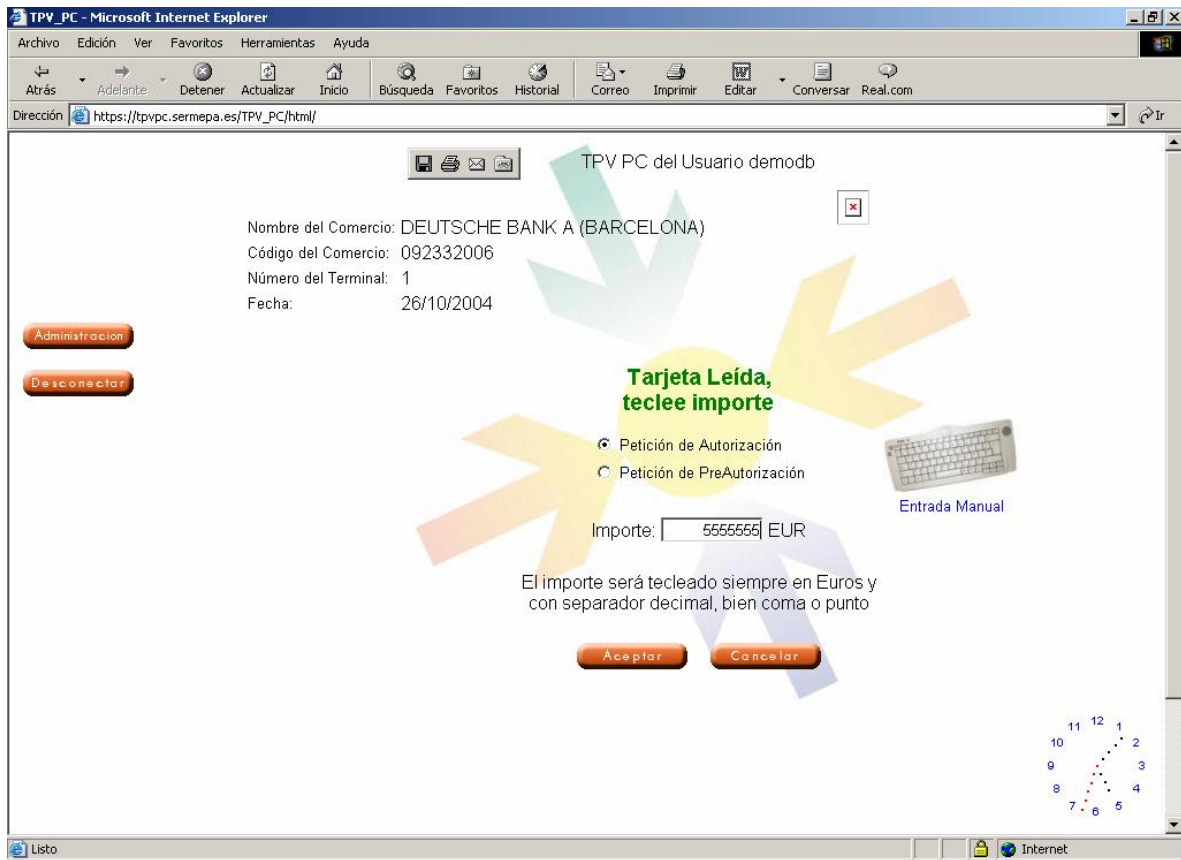 TPV_PC - Microsoft Internet Explorer
Archivo Edición Ver Favoritos Herramientas Ayuda
Atrás Adelante Detener Actualizar Inicio Búsqueda Favoritos Historial Correo Imprimir Editar Conversar Real.com
Dirección https://tpvpc.sermepa.es/TPV_PC/html/ Ir
TPV PC del Usuario demodb
Nombre del Comercio: DEUTSCHE BANK A (BARCELONA)
Código del Comercio: 092332006
Número del Terminal: 1
Fecha: 26/10/2004
Administracion
Desconectar
Tarjeta Leída,
teclee importe
Petición de Autorización
Petición de PreAutorización
Entrada Manual
Importe: 5555555 EUR
El importe será tecleado siempre en Euros y
con separador decimal, bien coma o punto
Aceptar Cancelar
11 12 1
10 2
9 3
8 4
7 6 5
Listo Internet